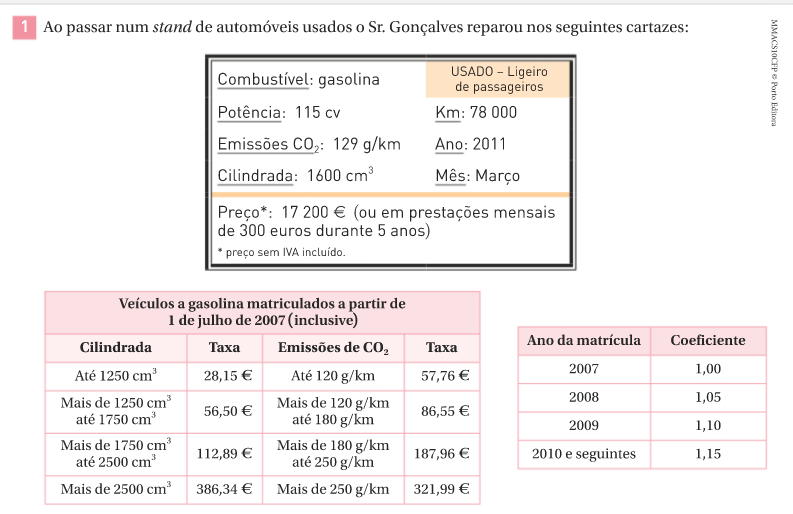 1 Ao passar num stand de automóveis usados o Sr. Gonçalves reparou nos seguintes cartazes:
Combustível: gasolina
USADO – Ligeiro
de passageiros
Potência: 115 cv
Km: 78 000
Emissões CO₂: 129 g/km
Ano: 2011
Cilindrada: 1600 cm³
Mês: Março
Preço*: 17 200 € (ou em prestações mensais
de 300 euros durante 5 anos)
* preço sem IVA incluído.
MMACS10CFP © Porto Editora
Veículos a gasolina matriculados a partir de
1 de julho de 2007 (inclusive)
Cilindrada Taxa Emissões de CO₂ Taxa
Até 1250 cm³ 28,15 € Até 120 g/km 57,76 €
Mais de 1250 cm³
até 1750 cm³
56,50 €
Mais de 120 g/km
até 180 g/km
86,55 €
Mais de 1750 cm³
até 2500 cm³
112,89 €
Mais de 180 g/km
até 250 g/km
187,96 €
Mais de 2500 cm³ 386,34 € Mais de 250 g/km 321,99 €
Ano da matrícula Coeficiente
2007 1,00
2008 1,05
2009 1,10
2010 e seguintes 1,15